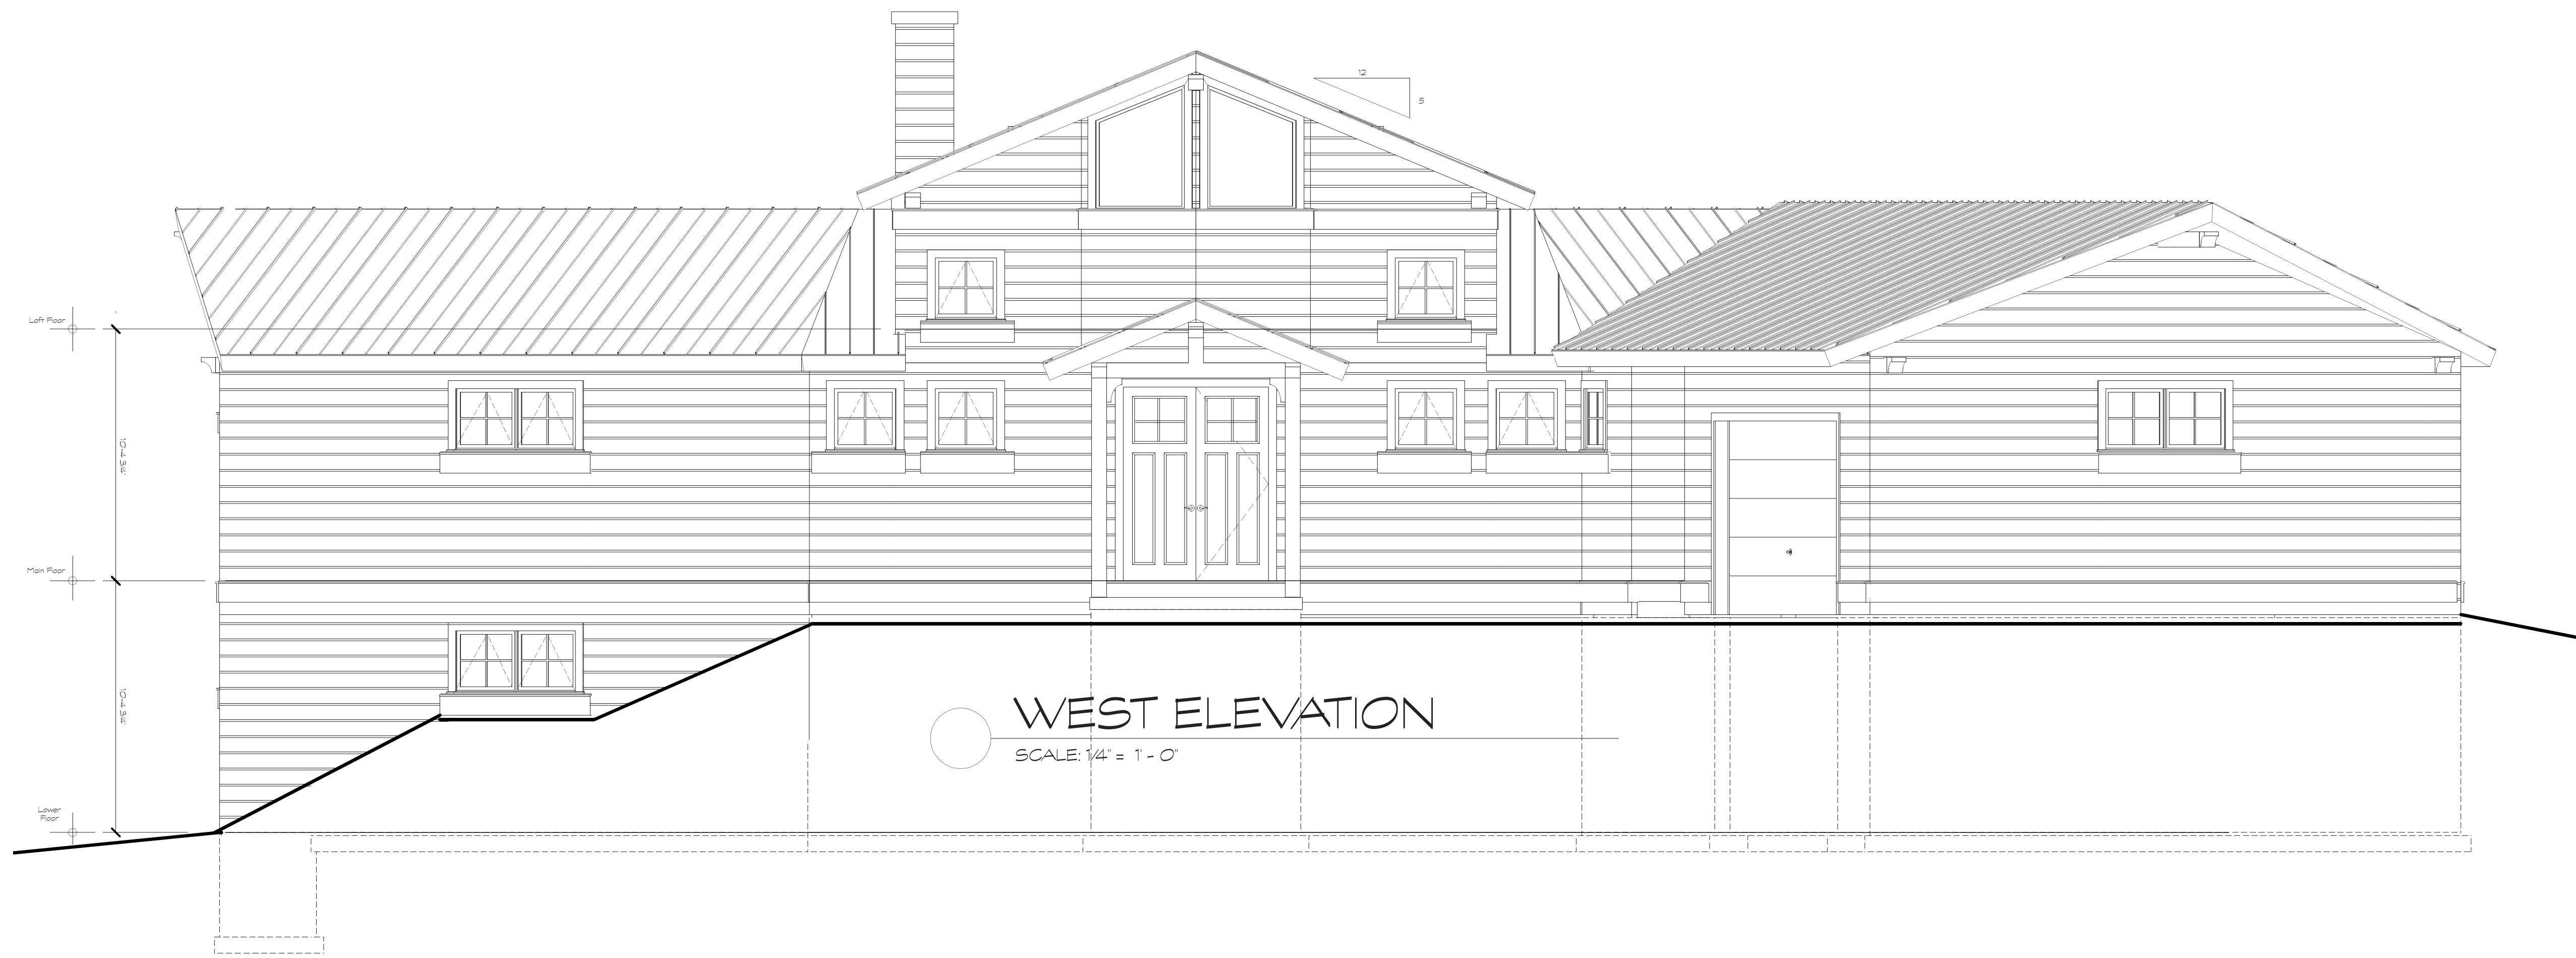 12
5
Loft Floor
10'-4 3/4"
Main Floor
10'-4 3/4"
Lower
Floor
WEST ELEVATION
SCALE: 1/4" = 1' - 0"